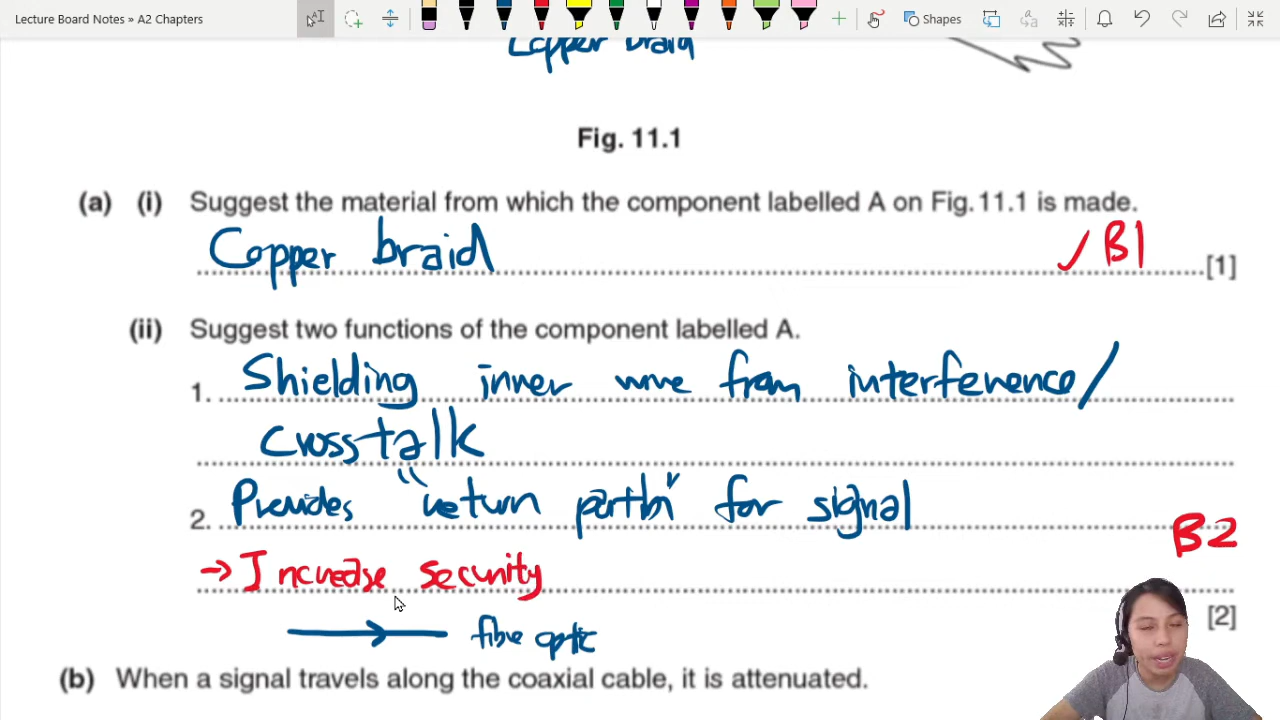 Lecture Board Notes » A2 Chapters
Shapes
Copper braid
Fig. 11.1
(a) (i) Suggest the material from which the component labelled A on Fig. 11.1 is made.
Copper braid ✓ B1
[1]
(ii) Suggest two functions of the component labelled A.
1. Shielding inner wire from interference/
crosstalk
2. Provides "return path" for signal
B2
→ Increase security
[2]
fibre optic
(b) When a signal travels along the coaxial cable, it is attenuated.